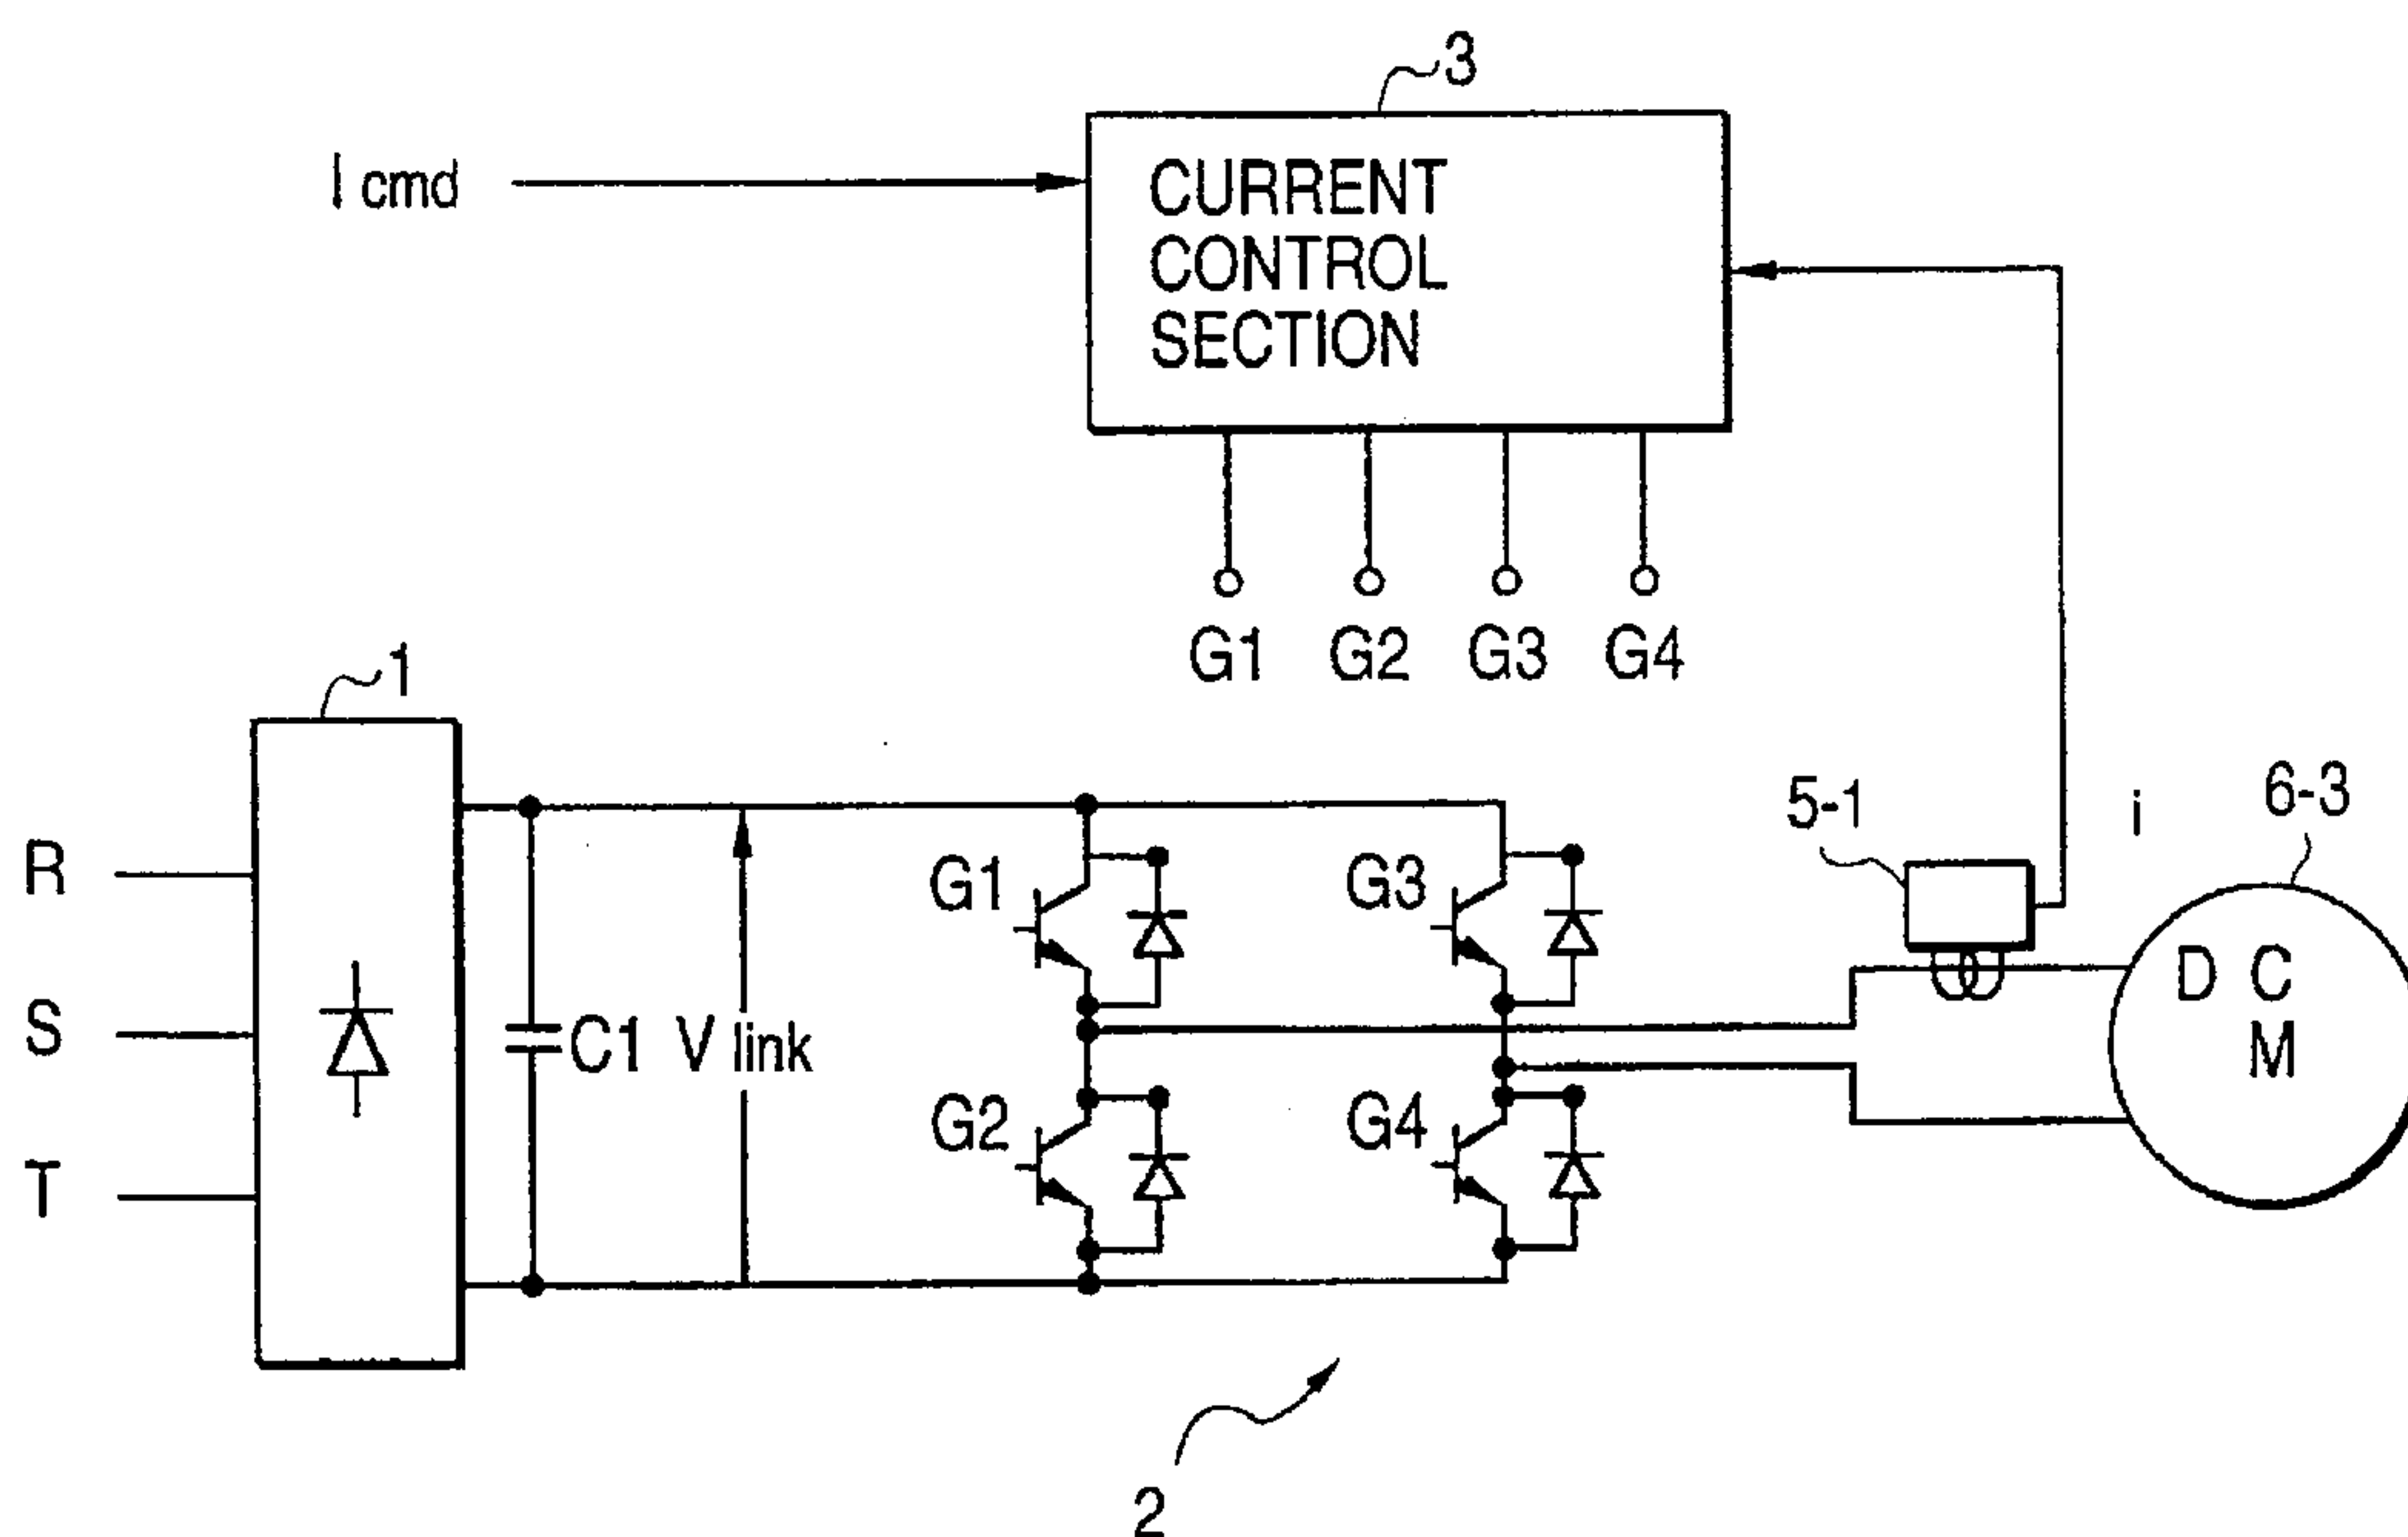 3
I cmd
CURRENT
CONTROL
SECTION
G1 G2 G3 G4
1
5-1
i
6-3
R
S
T
G1
G3
C1
V link
G2
G4
D C
M
2